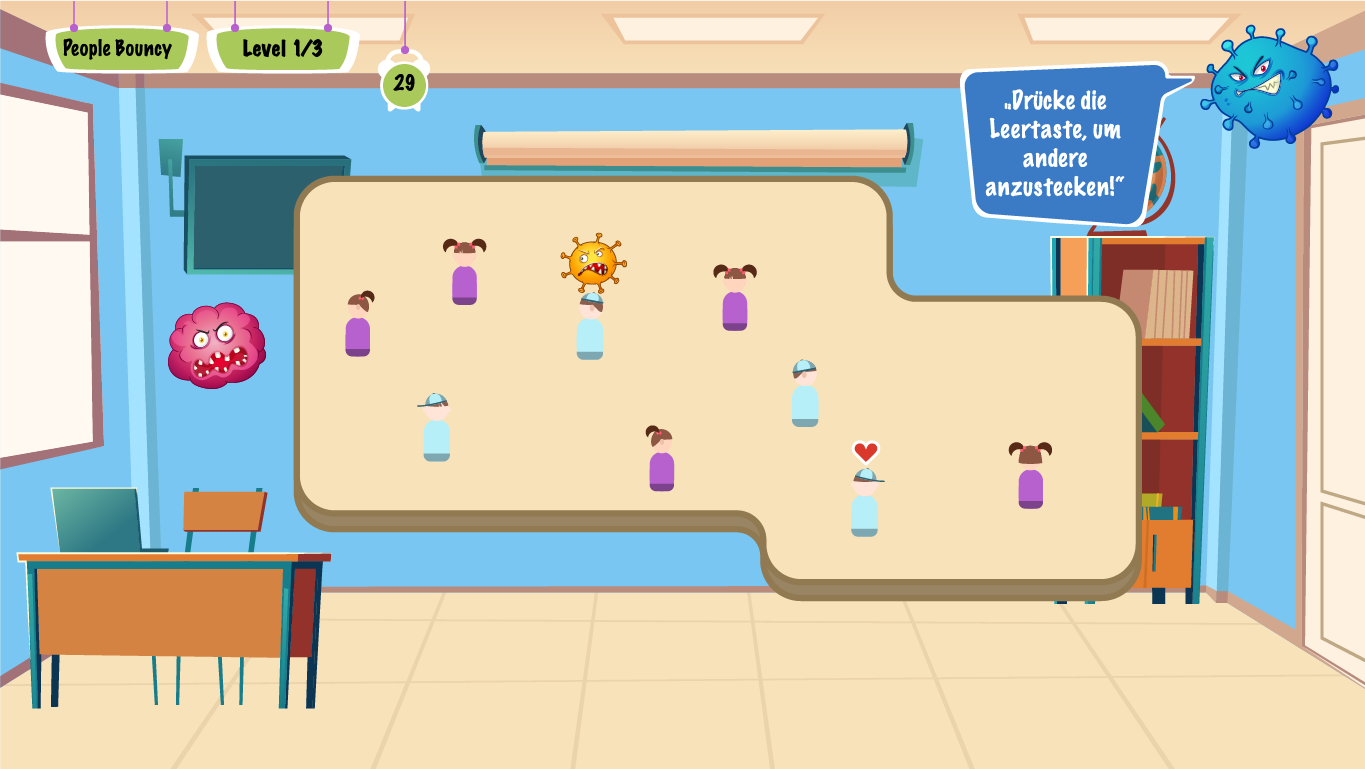 People Bouncy
Level 1/3
29
„Drücke die
Leertaste, um
andere
anzustecken!“